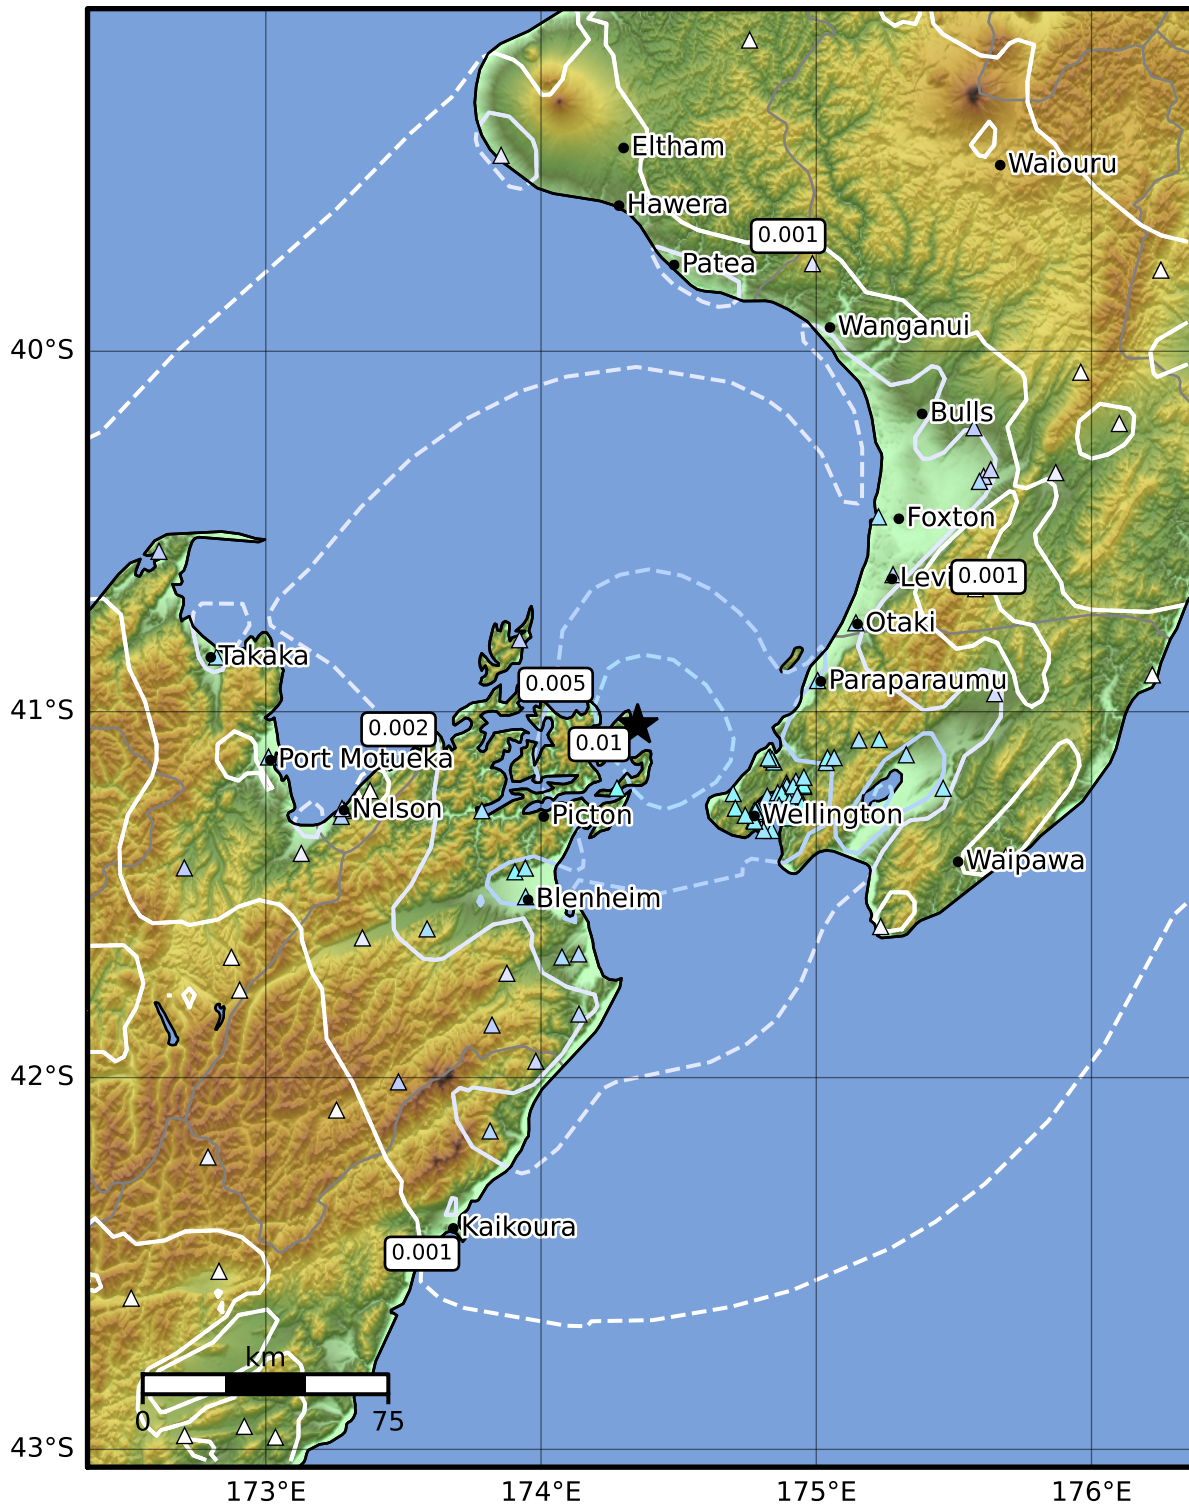 Eltham
Waiouru
Hawera
0.001
Patea
Wanganui
40°S
Bulls
Foxton
Levi
0.001
Otaki
Takaka
Paraparaumu
0.005
41°S
0.002
0.01
Port Motueka
Nelson
Picton
Wellington
Waipawa
Blenheim
42°S
Kaikoura
0.001
km
0 75
43°S
173°E 174°E 175°E 176°E